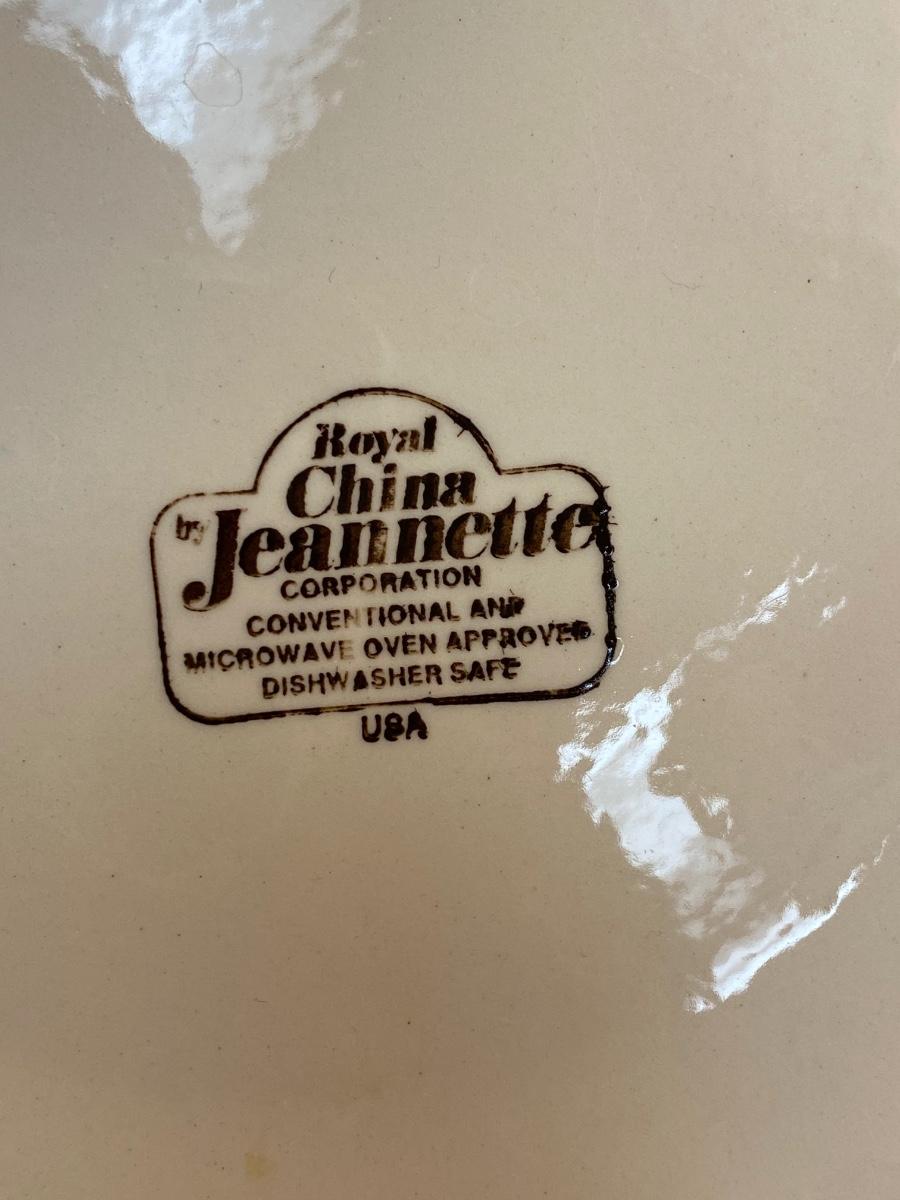 Royal
China
by Jeannette
CORPORATION
CONVENTIONAL AND
MICROWAVE OVEN APPROVED
DISHWASHER SAFE
USA